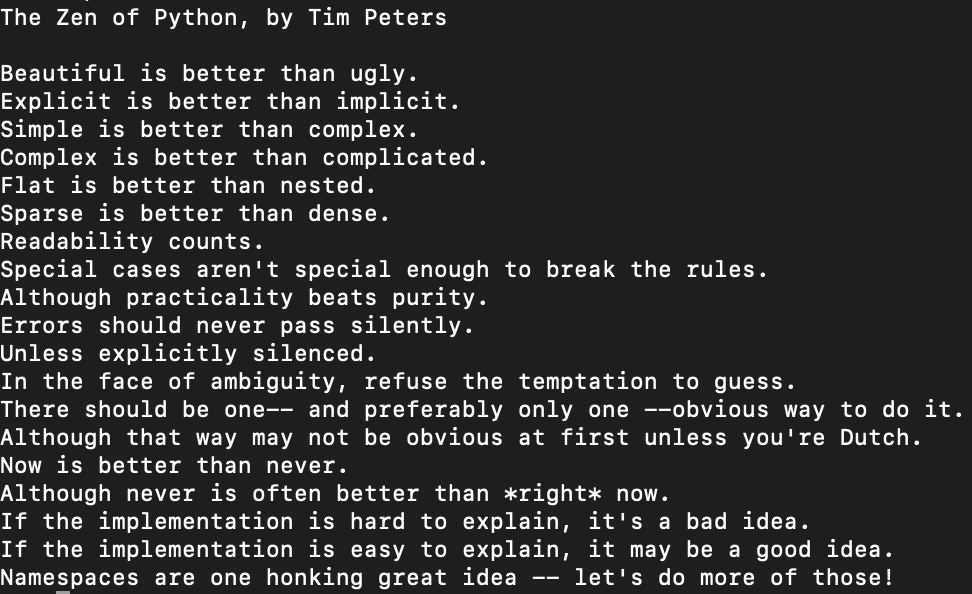 The Zen of Python, by Tim Peters

Beautiful is better than ugly.
Explicit is better than implicit.
Simple is better than complex.
Complex is better than complicated.
Flat is better than nested.
Sparse is better than dense.
Readability counts.
Special cases aren't special enough to break the rules.
Although practicality beats purity.
Errors should never pass silently.
Unless explicitly silenced.
In the face of ambiguity, refuse the temptation to guess.
There should be one-- and preferably only one --obvious way to do it.
Although that way may not be obvious at first unless you're Dutch.
Now is better than never.
Although never is often better than *right* now.
If the implementation is hard to explain, it's a bad idea.
If the implementation is easy to explain, it may be a good idea.
Namespaces are one honking great idea -- let's do more of those!